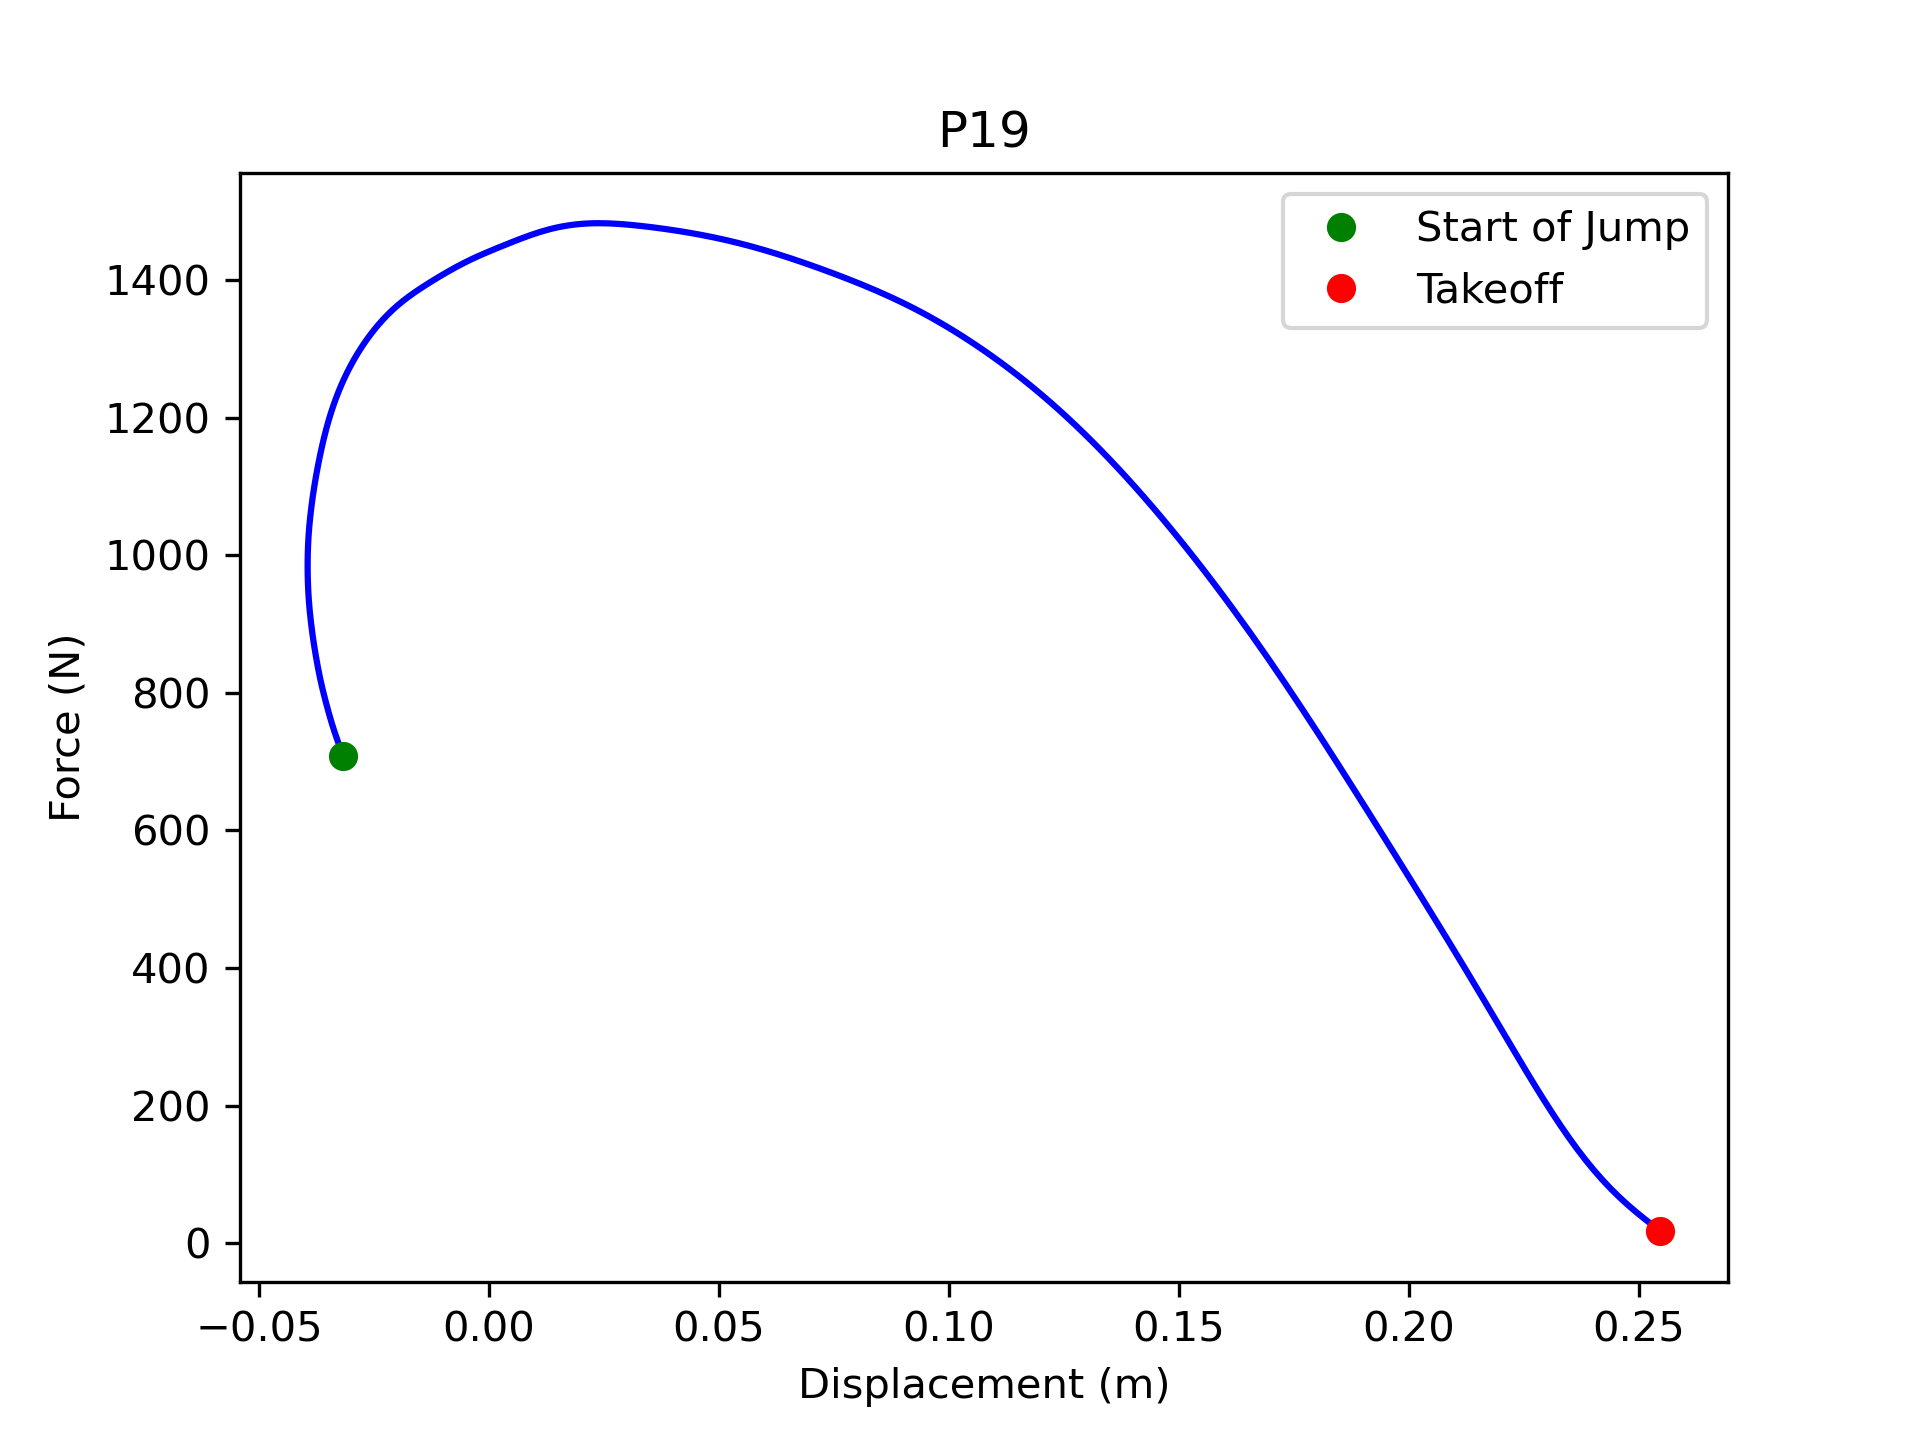 P19
Start of Jump
Takeoff
1400
1200
1000
800
600
400
200
0
Force (N)
−0.05 0.00 0.05 0.10 0.15 0.20 0.25
Displacement (m)